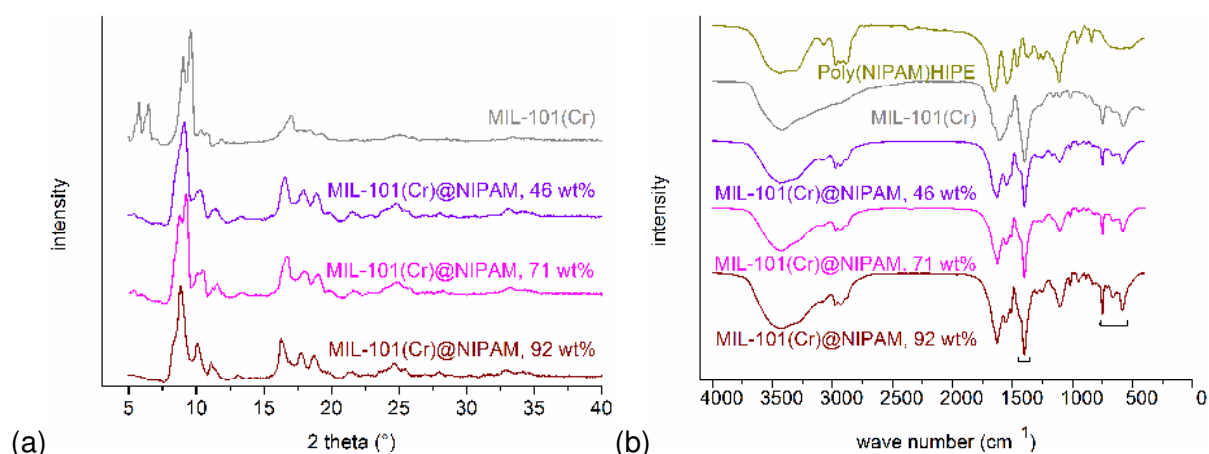 intensity
MIL-101(Cr)
MIL-101(Cr)@NIPAM, 46 wt%
MIL-101(Cr)@NIPAM, 71 wt%
MIL-101(Cr)@NIPAM, 92 wt%
5 10 15 20 25 30 35 40
2 theta (°)
(a)
intensity
Poly(NIPAM)HIPE
MIL-101(Cr)
MIL-101(Cr)@NIPAM, 46 wt%
MIL-101(Cr)@NIPAM, 71 wt%
MIL-101(Cr)@NIPAM, 92 wt%
4000 3500 3000 2500 2000 1500 1000 500 0
wave number (cm⁻¹)
(b)